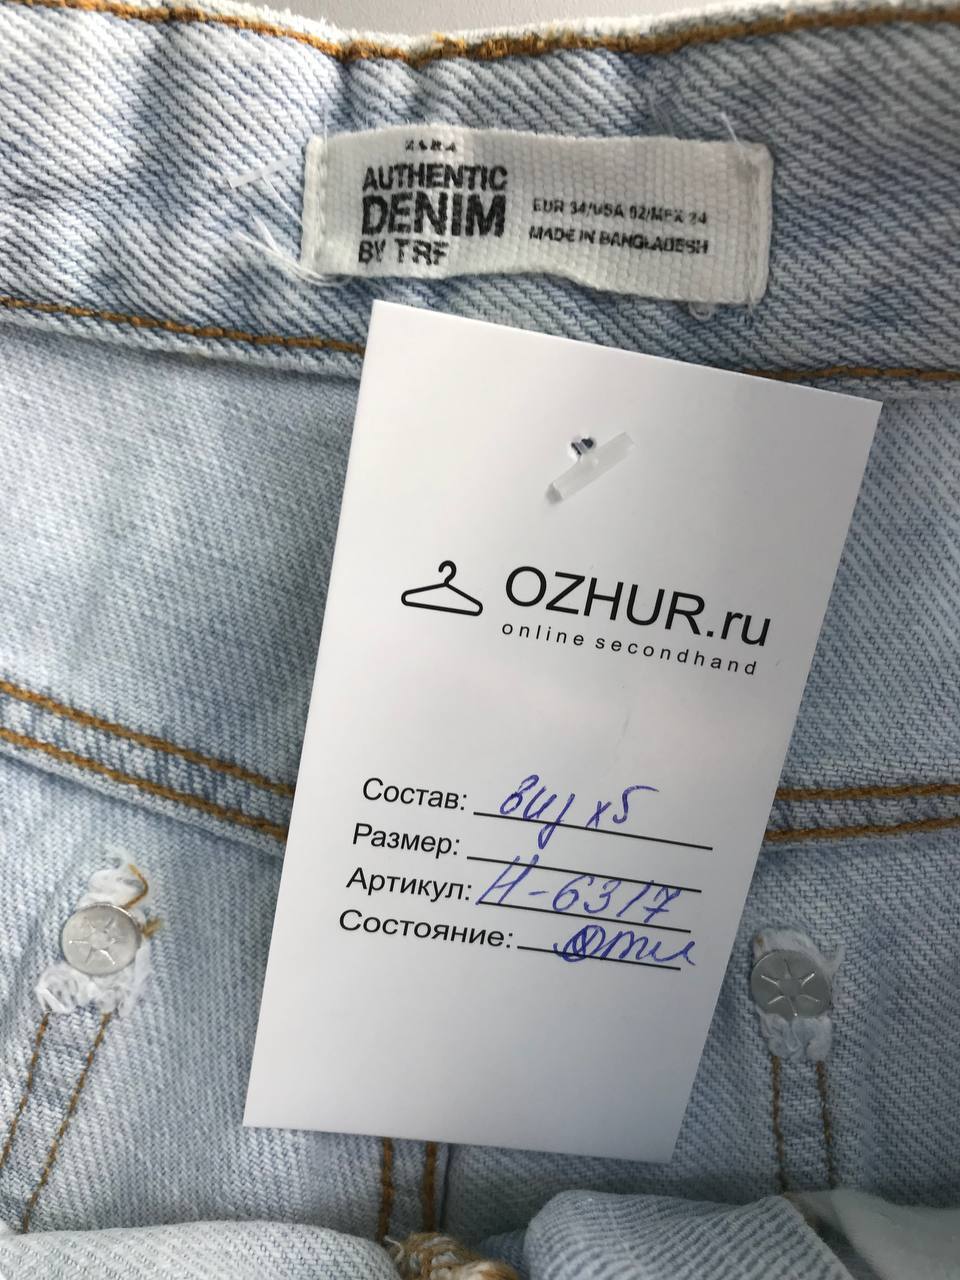 ZARA
AUTHENTIC
DENIM
BY TRF
EUR 34/USA 02/MEX 24
MADE IN BANGLADESH
OZHUR.ru
online secondhand
Состав:
Размер:
Артикул: Н-6317
Состояние: отл